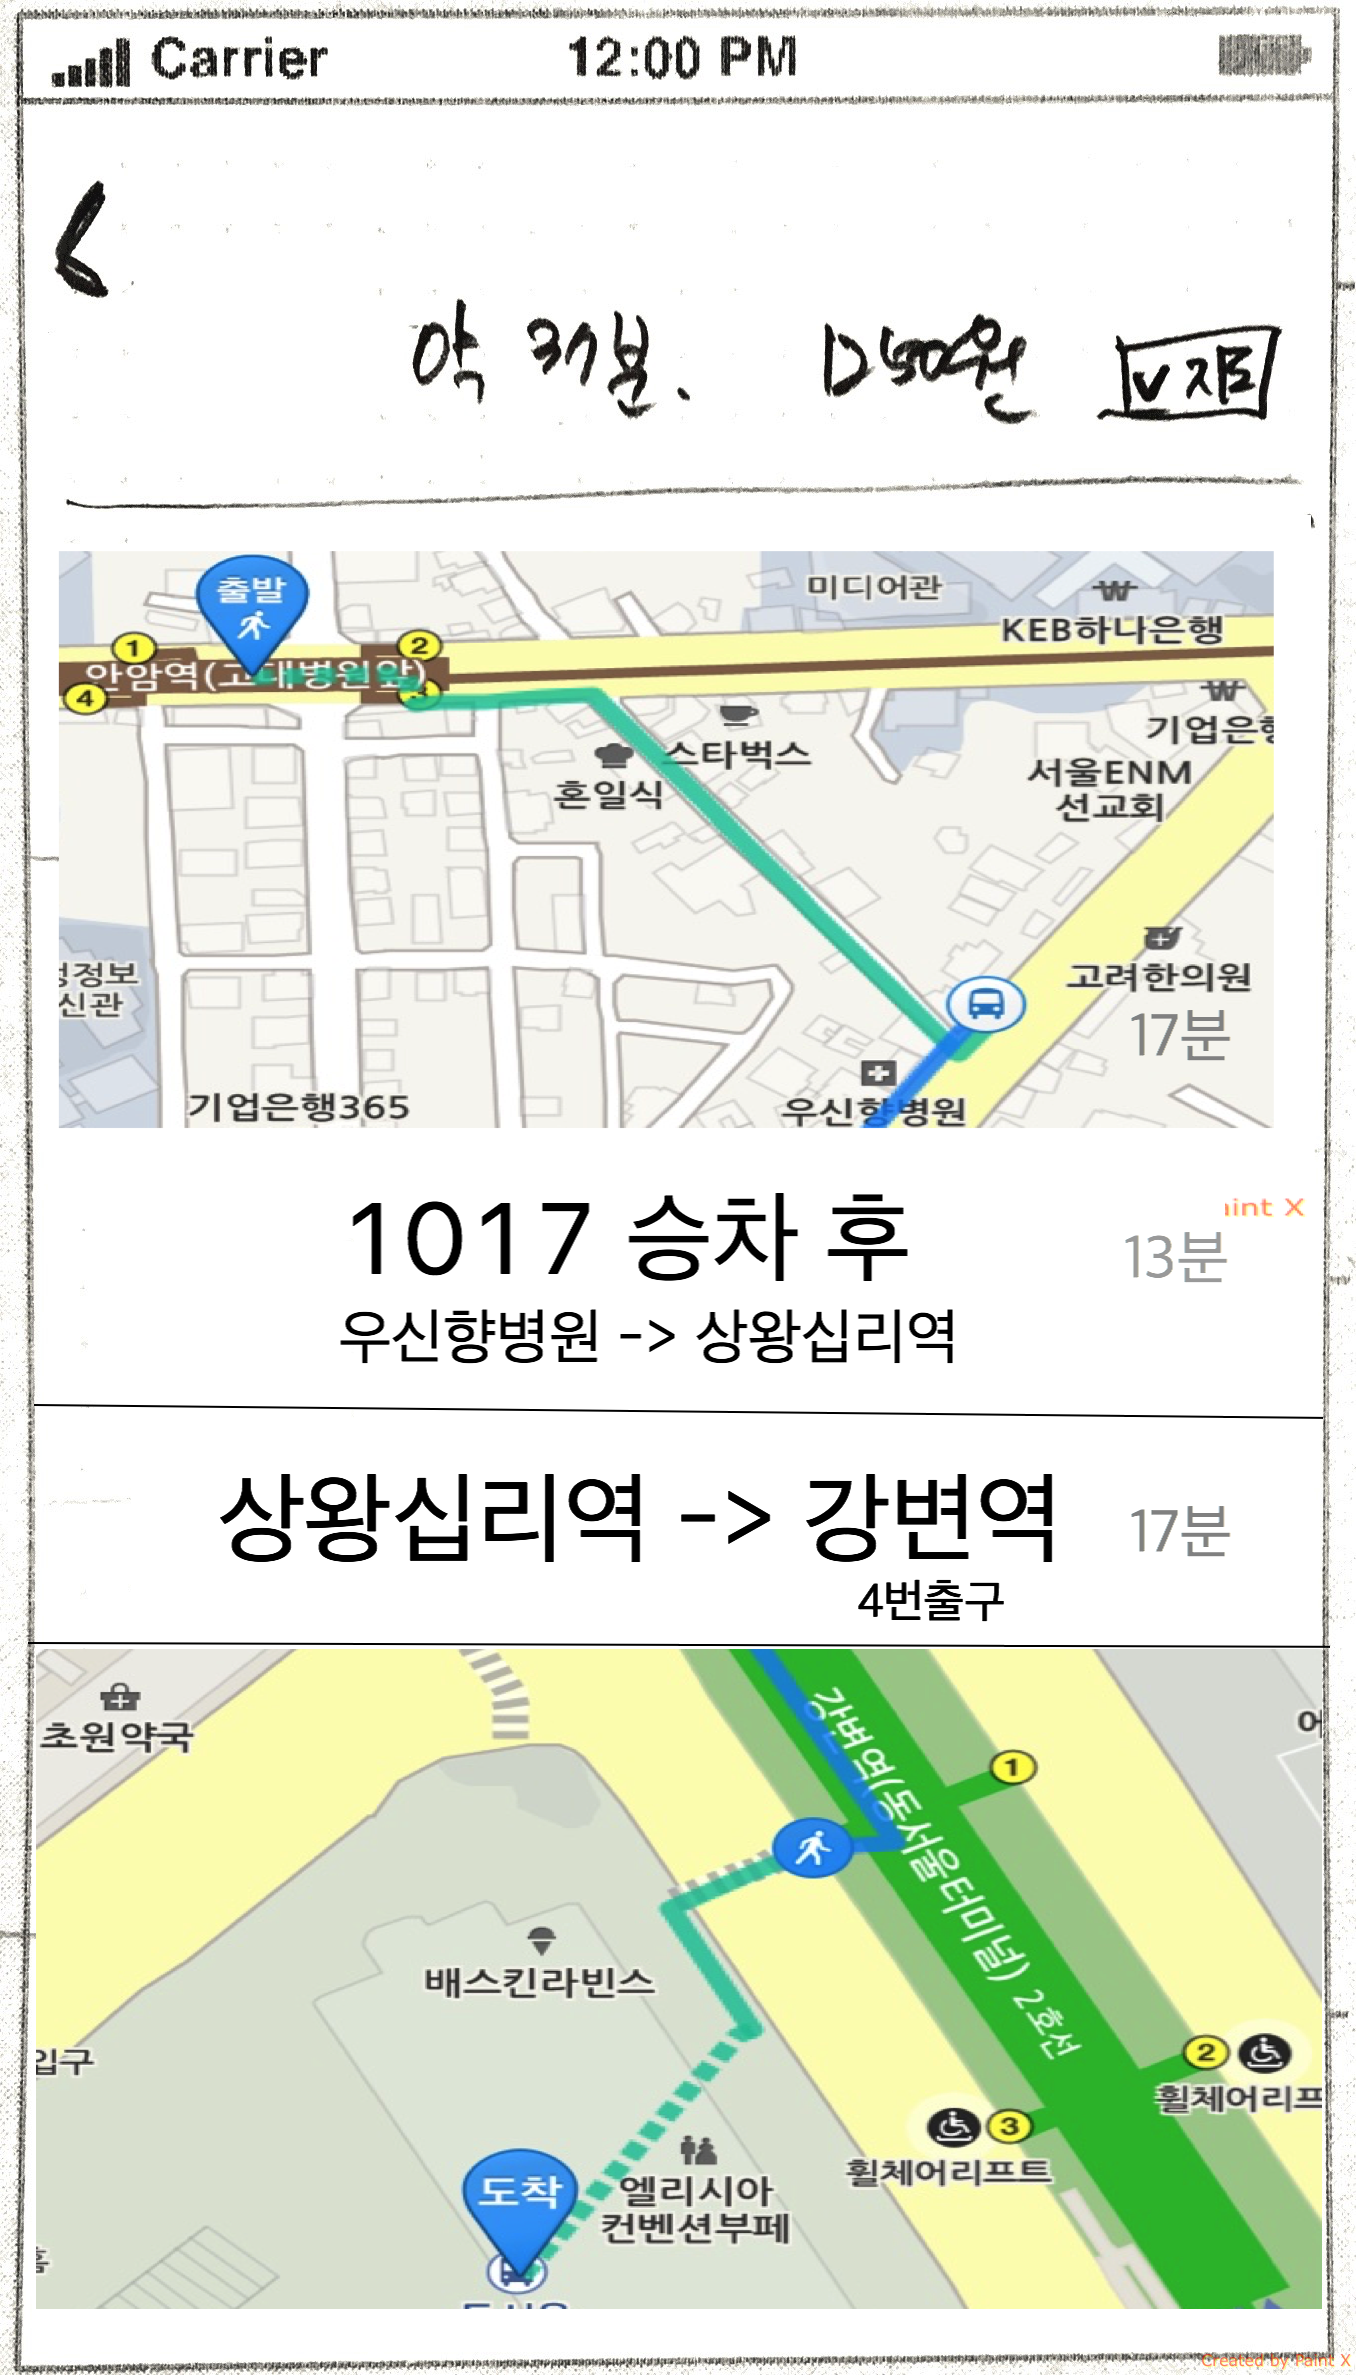 Carrier 12:00 PM
<
약 37분. 1250원 V 저장
출발
미디어관
KEB하나은행
1
2
안암역(고대병원앞)
4
3
기업은행
스타벅스
혼일식
서울ENM
선교회
정정보
신관
고려한의원
17분
기업은행365
우신향병원
1017 승차 후
int X
13분
우신향병원 -> 상왕십리역
상왕십리역 -> 강변역
17분
4번출구
초원약국
강변역(동서울터미널) 2호선
1
배스킨라빈스
입구
2
휠체어리프
3
휠체어리프트
도착
엘리시아
컨벤션부페
Created by Paint X